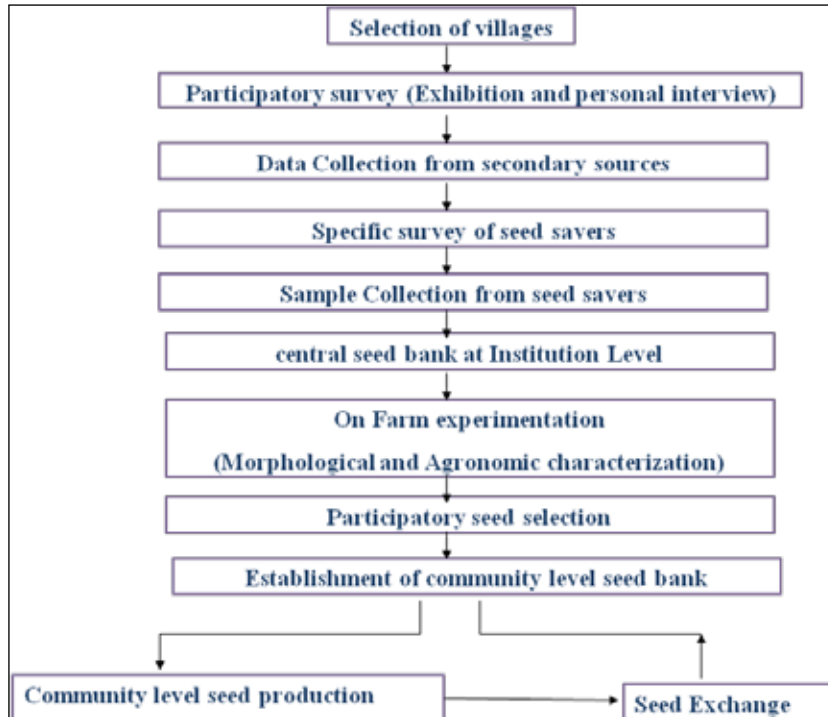 Selection of villages
Participatory survey (Exhibition and personal interview)
Data Collection from secondary sources
Specific survey of seed savers
Sample Collection from seed savers
central seed bank at Institution Level
On Farm experimentation
(Morphological and Agronomic characterization)
Participatory seed selection
Establishment of community level seed bank
Community level seed production
Seed Exchange